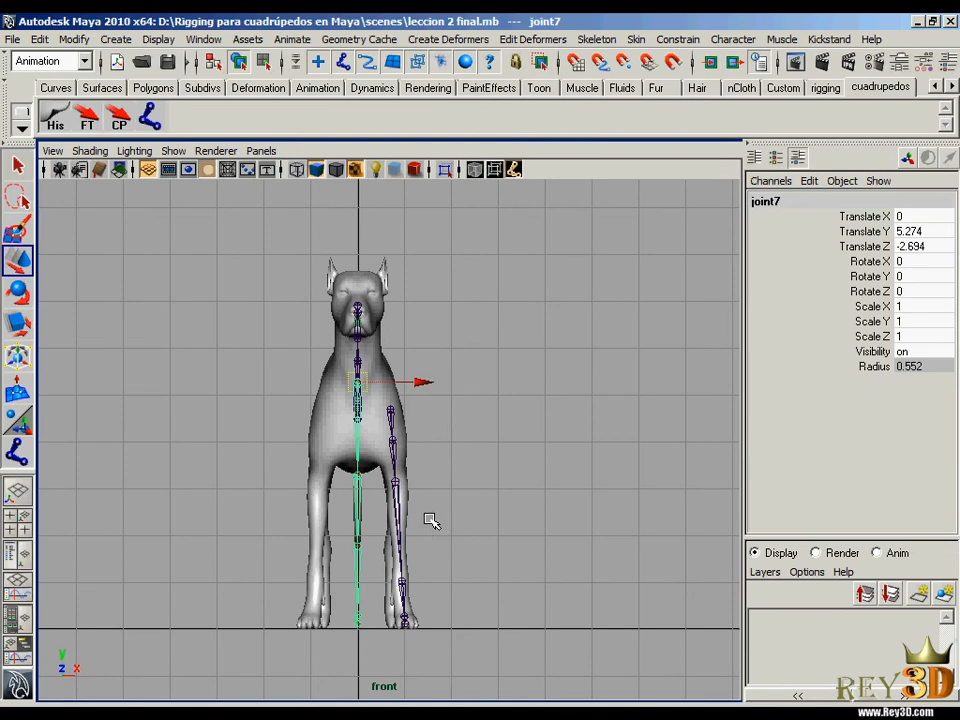 Autodesk Maya 2010 x64: D:\Rigging para cuadrúpedos en Maya\scenes\leccion 2 final.mb   ---   joint7
File Edit Modify Create Display Window Assets Animate Geometry Cache Create Deformers Edit Deformers Skeleton Skin Constrain Character Muscle Kickstand Help
Animation
Curves Surfaces Polygons Subdivs Deformation Animation Dynamics Rendering PaintEffects Toon Muscle Fluids Fur Hair nCloth Custom rigging cuadrupedos
His FT CP
View Shading Lighting Show Renderer Panels
Channels Edit Object Show
joint7
Translate X 0
Translate Y 5.274
Translate Z -2.694
Rotate X 0
Rotate Y 0
Rotate Z 0
Scale X 1
Scale Y 1
Scale Z 1
Visibility on
Radius 0.552
Display Render Anim
Layers Options Help
y
z x
front
REY3D
www.Rey3D.com